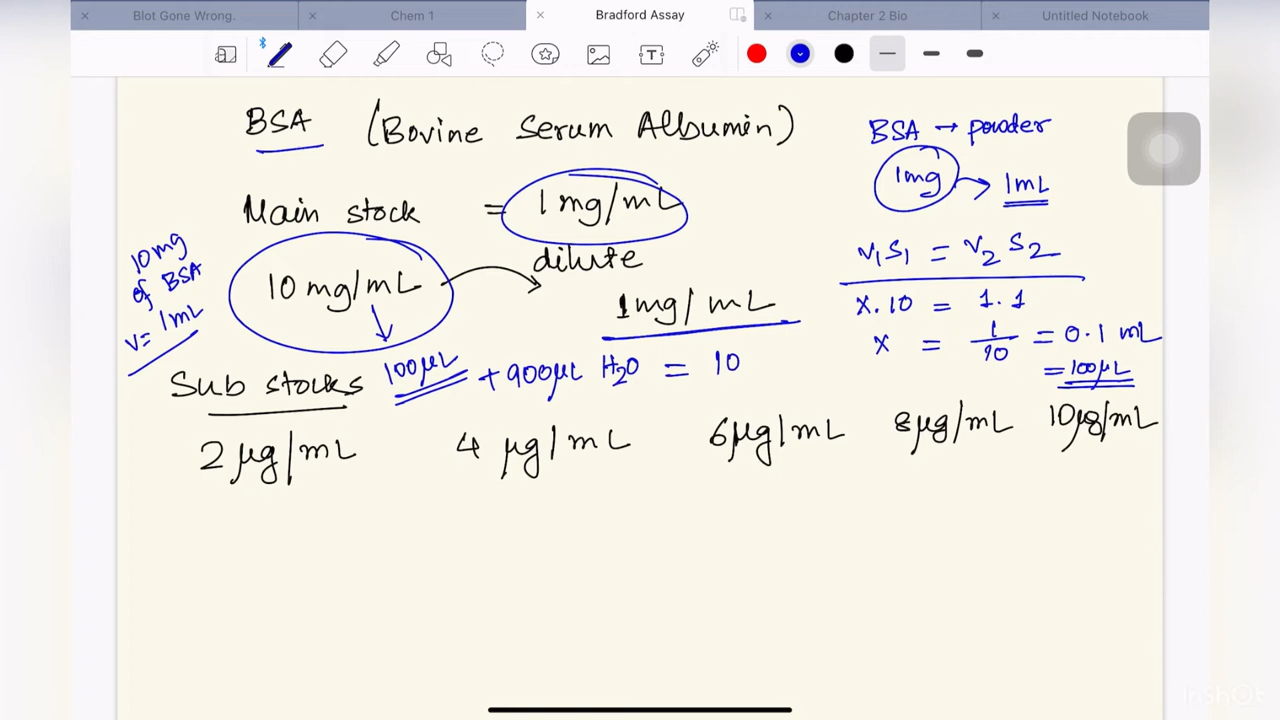 Blot Gone Wrong. Chem 1 Bradford Assay Chapter 2 Bio Untitled Notebook
BSA (Bovine Serum Albumin)
Main stock = 1 mg/mL
10 mg/mL
dilute
1mg/mL
10mg
of BSA
V= 1mL
100μL + 900μL H2O = 10
BSA → powder
1mg → 1mL
V1S1 = V2 S2
x.10 = 1.1
x = 1/10 = 0.1 mL
= 100μL
Sub stocks
2 μg/mL 4 μg/mL 6μg/mL 8μg/mL 10μg/mL
InShOt